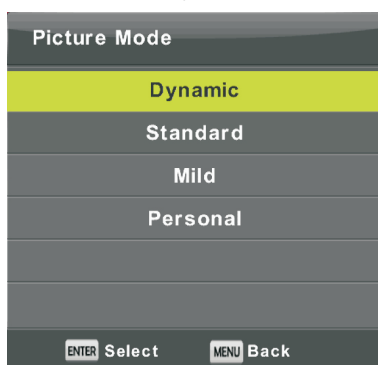 Picture Mode
Dynamic
Standard
Mild
Personal
ENTER Select MENU Back